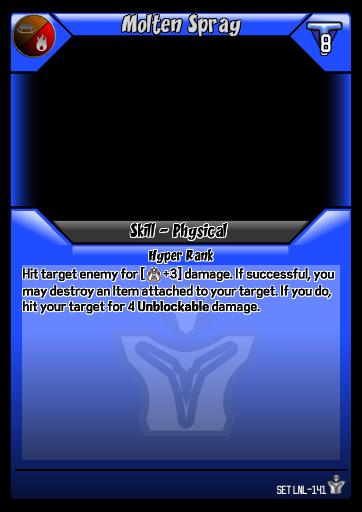 Molten Spray
8
Skill - Physical
Hyper Rank
Hit target enemy for [ +3] damage. If successful, you
may destroy an Item attached to your target. If you do,
hit your target for 4 Unblockable damage.
SET LNL-141